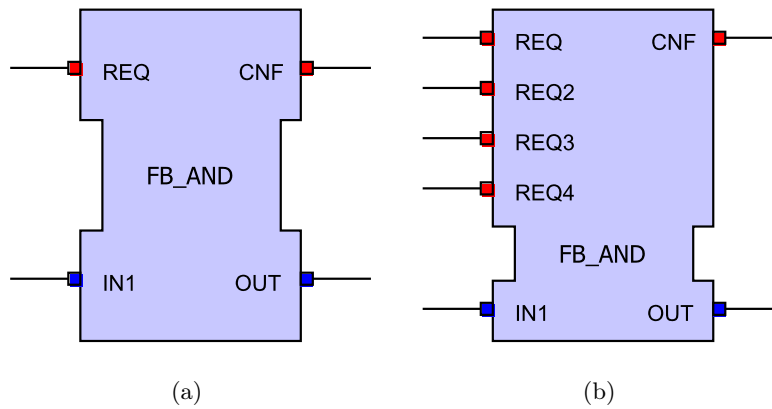 REQ CNF
FB_AND
IN1 OUT
(a)
REQ CNF
REQ2
REQ3
REQ4
FB_AND
IN1 OUT
(b)